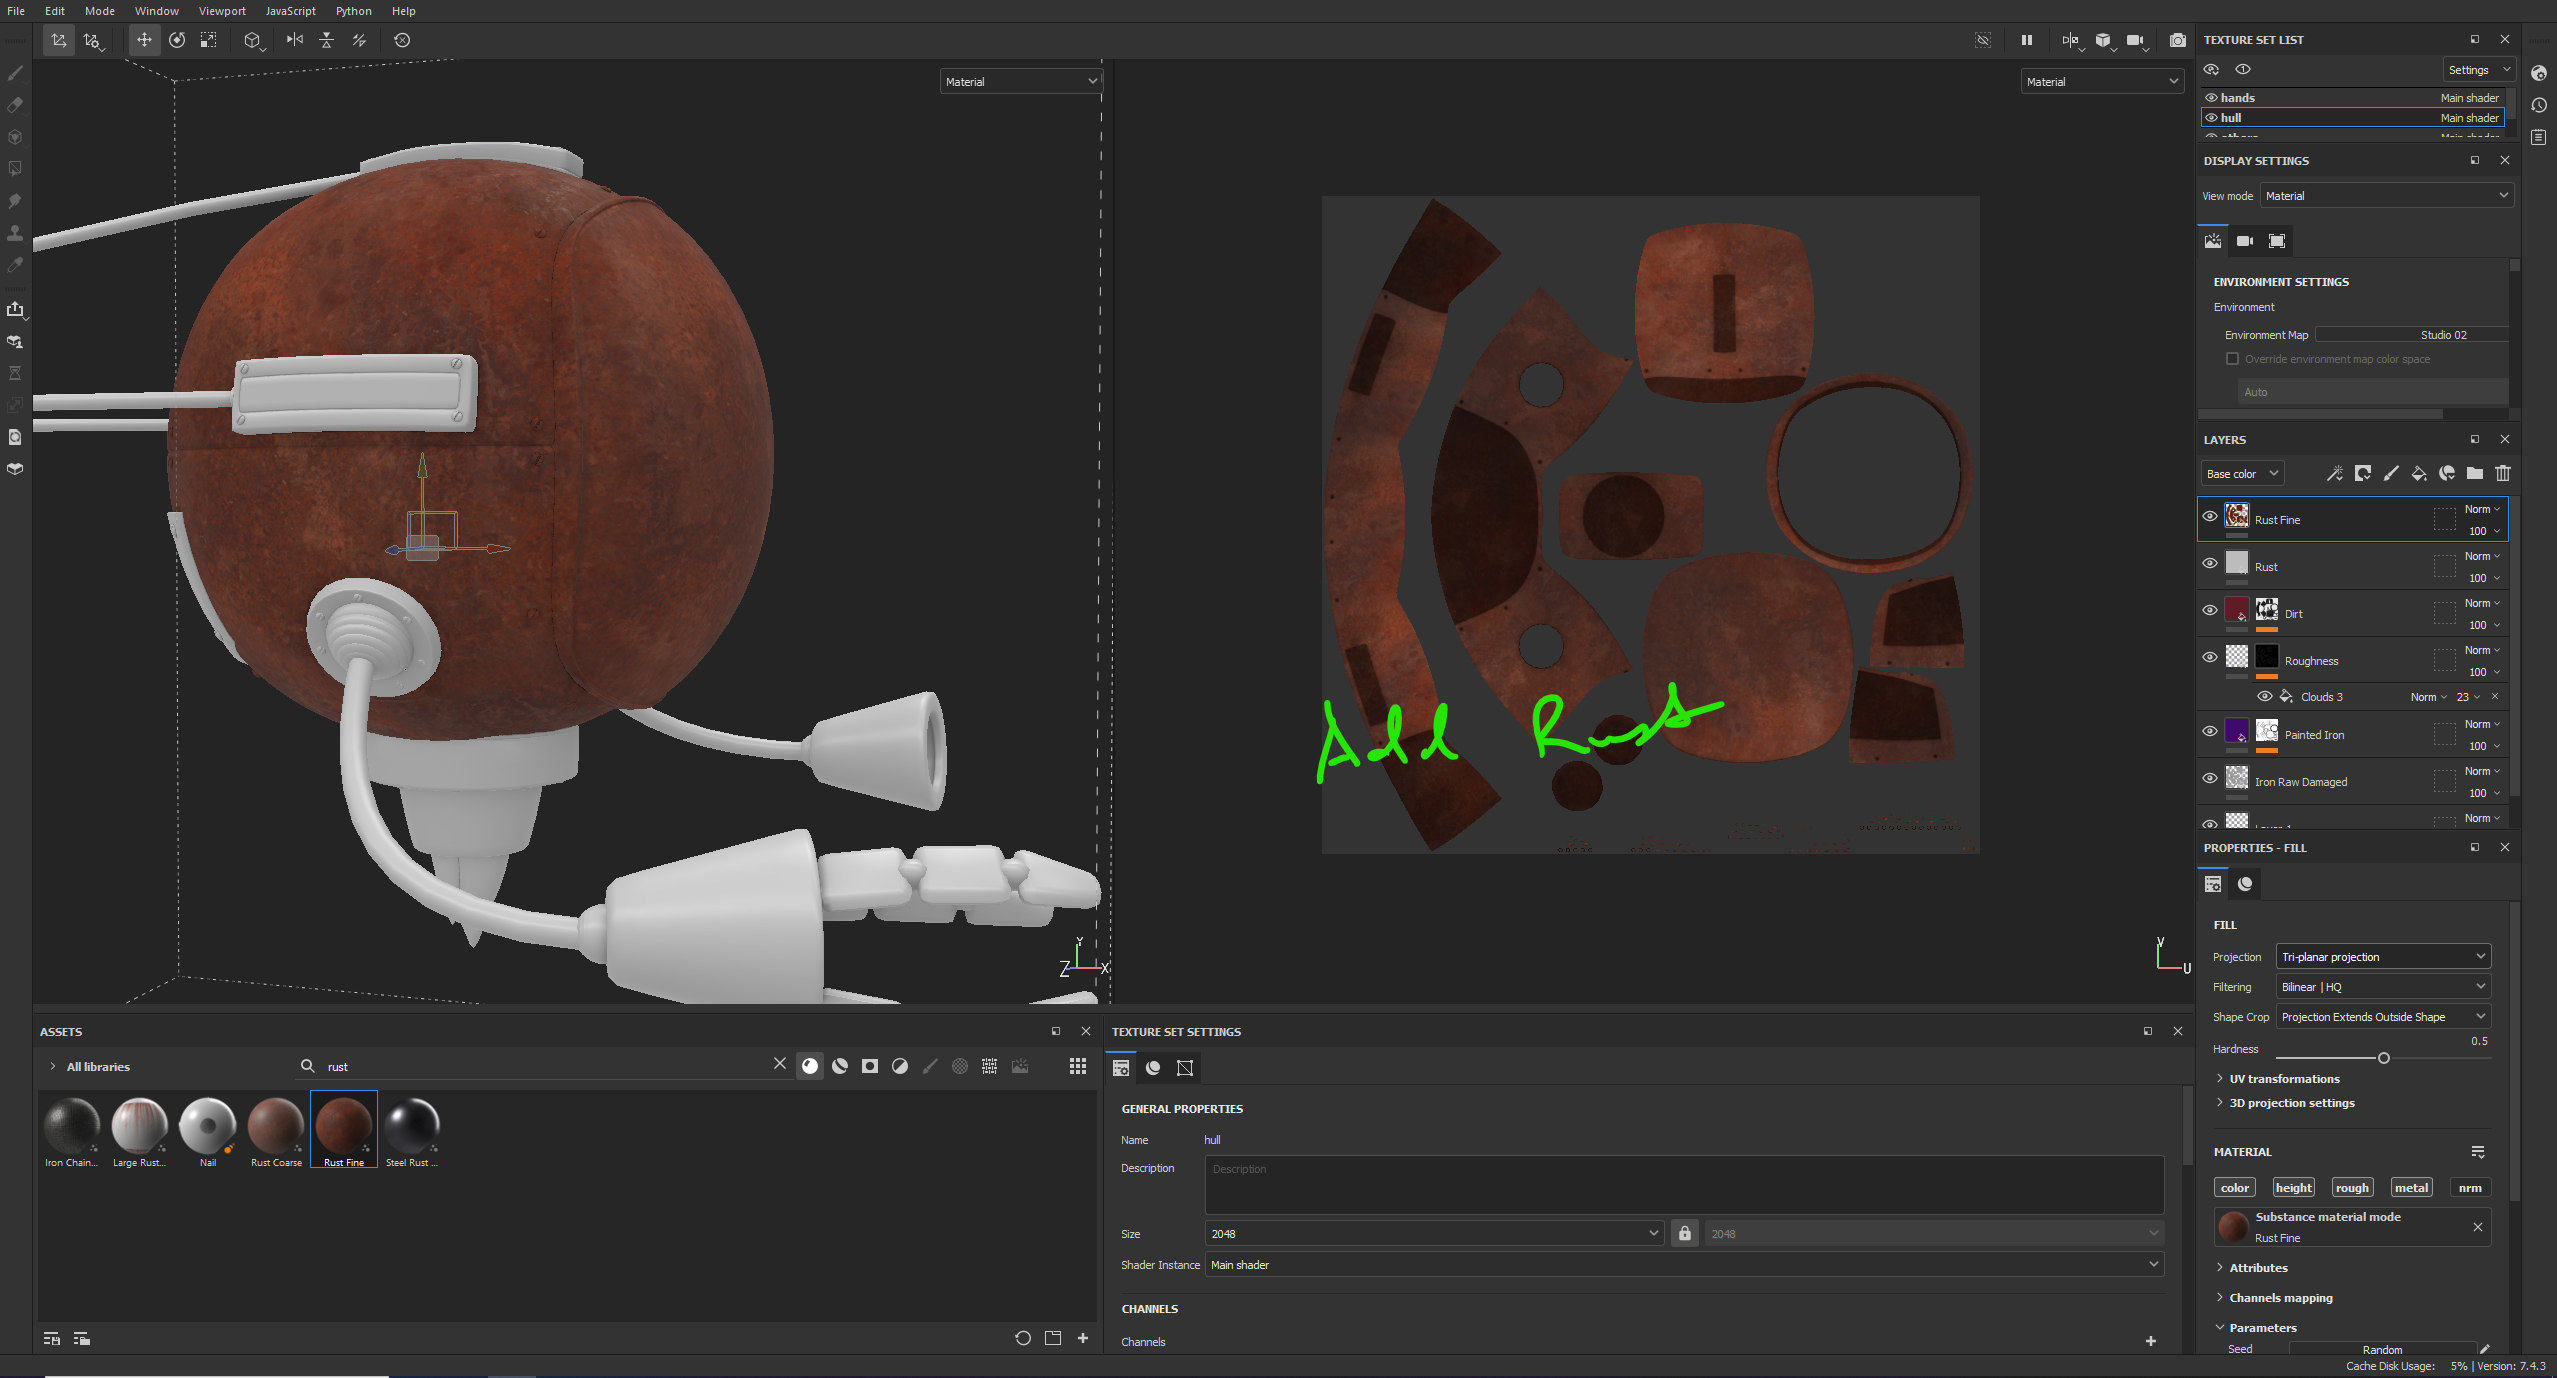 File Edit Mode Window Viewport JavaScript Python Help
Material
Material
TEXTURE SET LIST
Settings
hands Main shader
hull Main shader
DISPLAY SETTINGS
View mode Material
ENVIRONMENT SETTINGS
Environment
Environment Map Studio 02
Override environment map color space
Auto
LAYERS
Base color
Rust Fine Norm 100
Rust Norm 100
Dirt Norm 100
Roughness Norm 100
Clouds 3 Norm 23
Painted Iron Norm 100
Iron Raw Damaged Norm 100
Norm
Add Rust
Y
Z X
V
U
PROPERTIES - FILL
FILL
Projection Tri-planar projection
Filtering Bilinear | HQ
Shape Crop Projection Extends Outside Shape
Hardness 0.5
UV transformations
3D projection settings
MATERIAL
color height rough metal nrm
Substance material mode
Rust Fine
Attributes
Channels mapping
Parameters
Seed Random
ASSETS
All libraries rust
Iron Chain... Large Rust... Nail Rust Coarse Rust Fine Steel Rust ...
TEXTURE SET SETTINGS
GENERAL PROPERTIES
Name hull
Description Description
Size 2048 2048
Shader Instance Main shader
CHANNELS
Channels
Cache Disk Usage: 5% | Version: 7.4.3